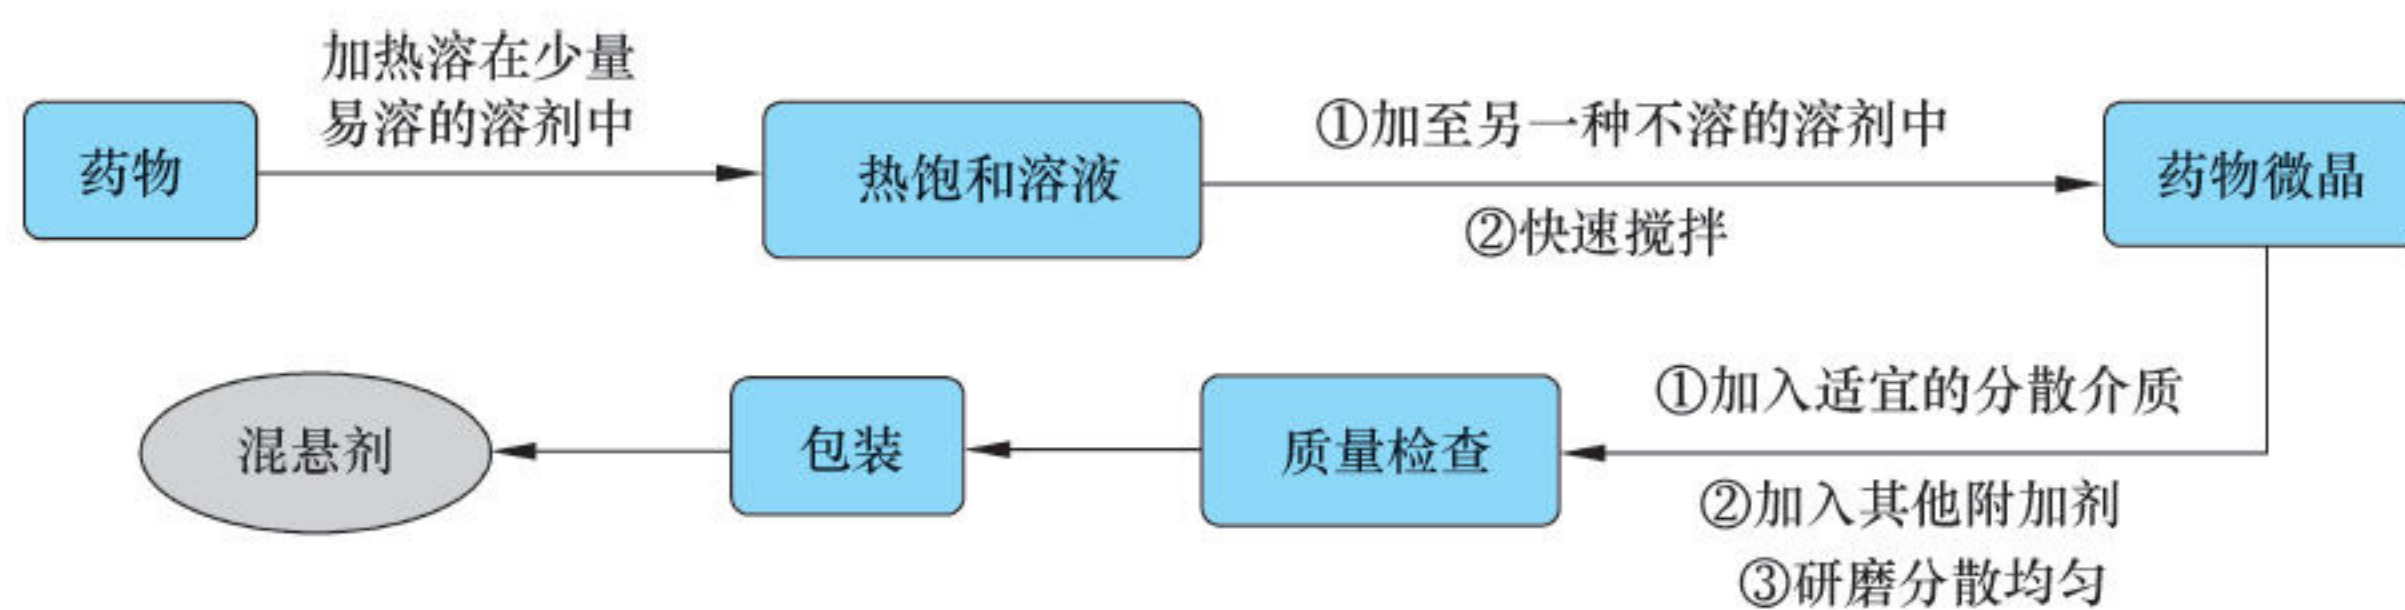 药物
加热溶在少量
易溶的溶剂中
热饱和溶液
①加至另一种不溶的溶剂中
②快速搅拌
药物微晶
①加入适宜的分散介质
②加入其他附加剂
③研磨分散均匀
质量检查
包装
混悬剂